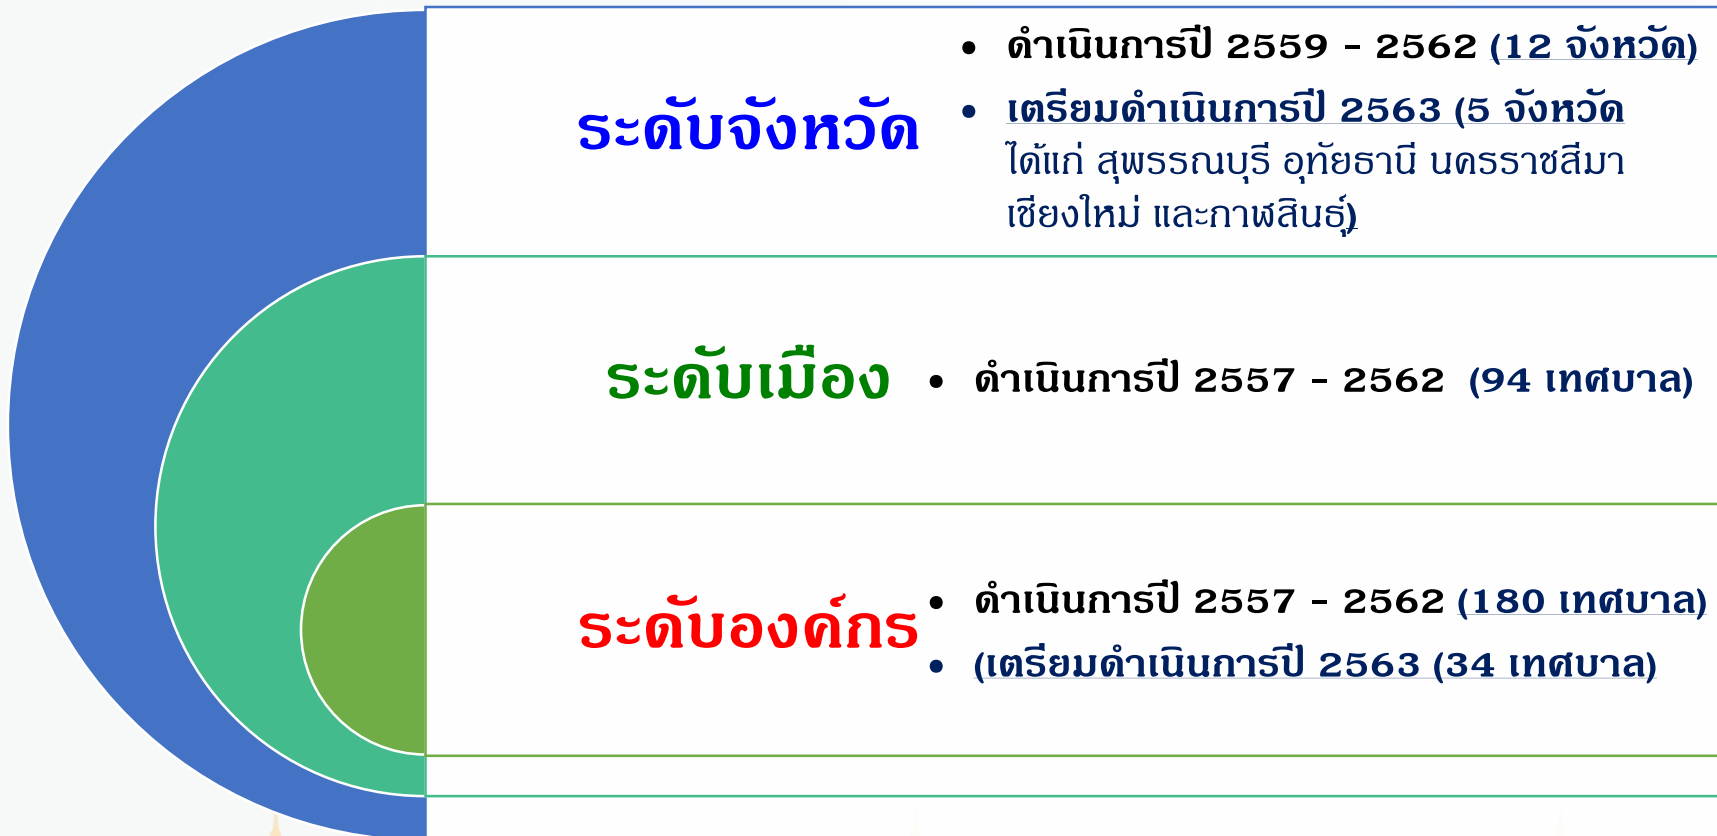 ระดับจังหวัด
• ดำเนินการปี 2559 - 2562 (12 จังหวัด)
• เตรียมดำเนินการปี 2563 (5 จังหวัด
ได้แก่ สุพรรณบุรี อุทัยธานี นครราชสีมา
เชียงใหม่ และกาฬสินธุ์)
ระดับเมือง
• ดำเนินการปี 2557 - 2562 (94 เทศบาล)
ระดับองค์กร
• ดำเนินการปี 2557 - 2562 (180 เทศบาล)
• (เตรียมดำเนินการปี 2563 (34 เทศบาล)